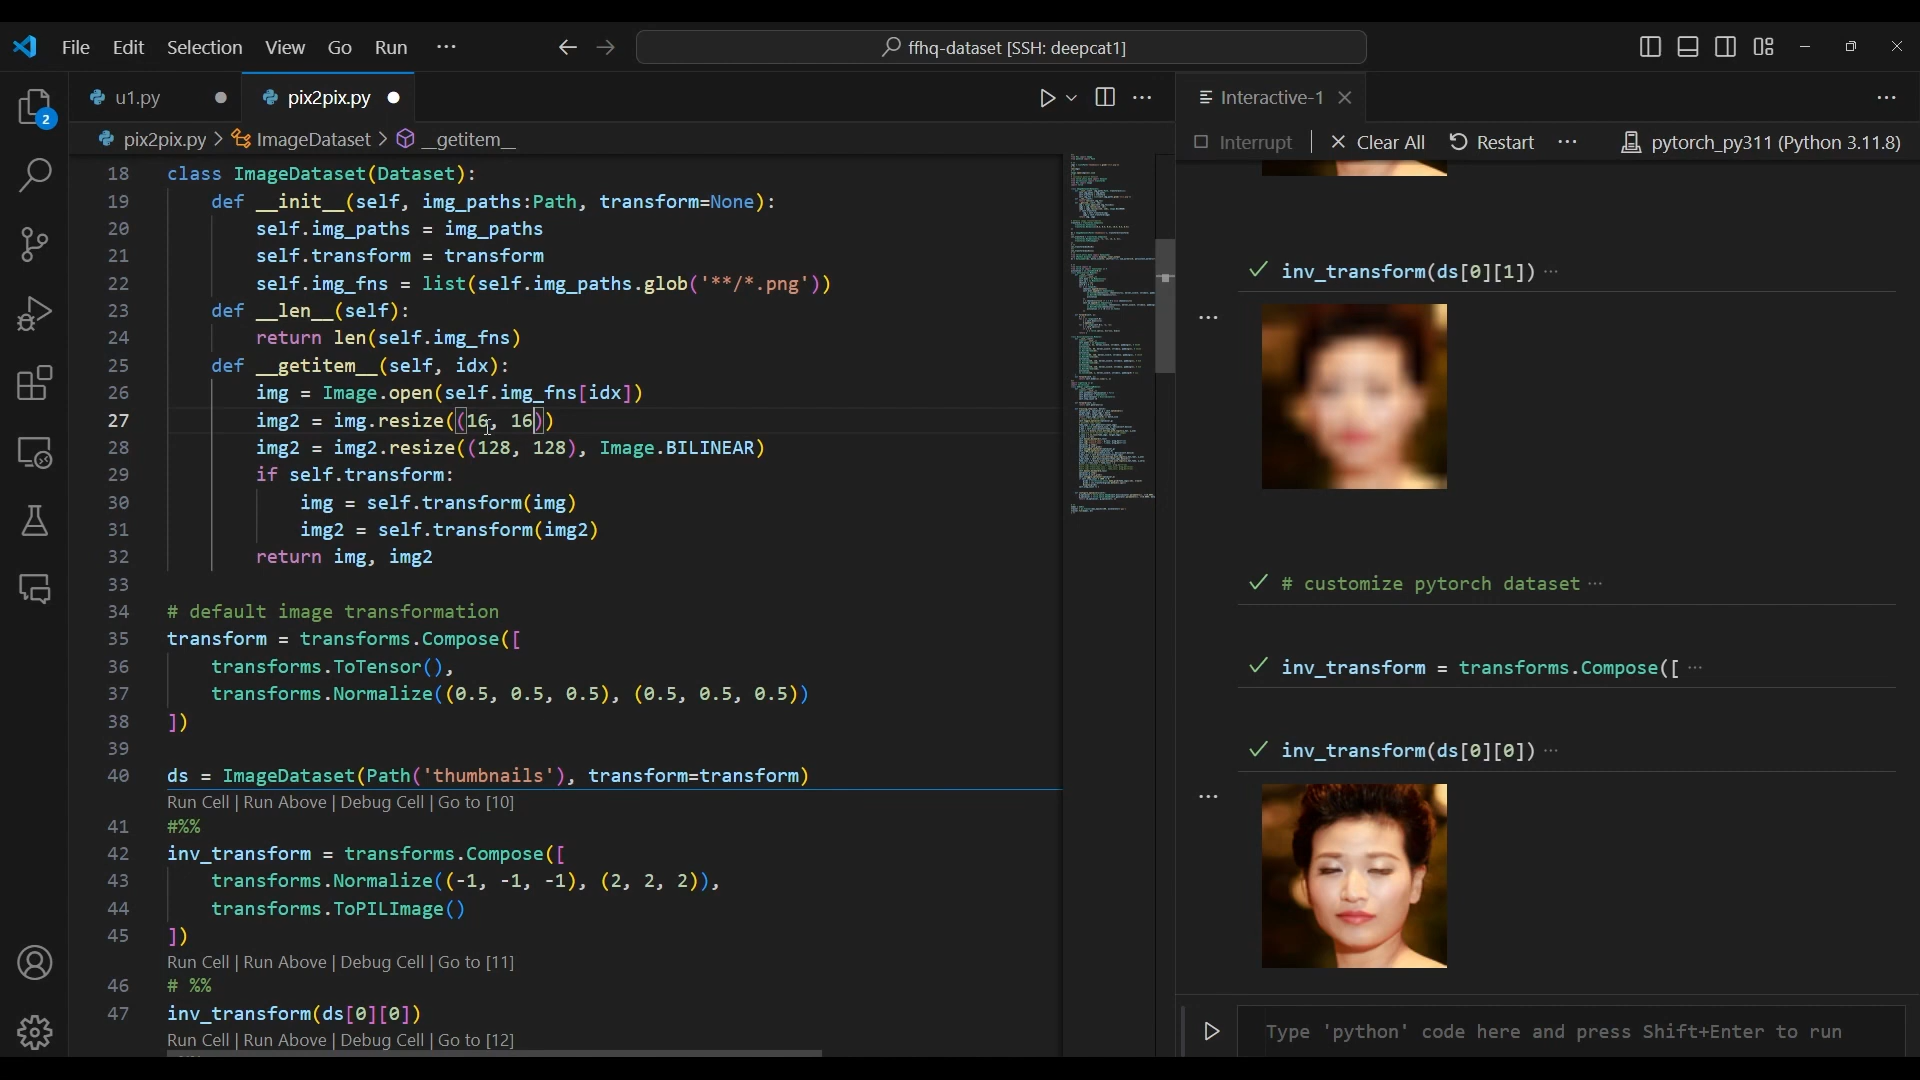 File Edit Selection View Go Run ···
ffhq-dataset [SSH: deepcat1]
2
u1.py
pix2pix.py
pix2pix.py > ImageDataset > __getitem__
18 class ImageDataset(Dataset):
19 def __init__(self, img_paths:Path, transform=None):
20 self.img_paths = img_paths
21 self.transform = transform
22 self.img_fns = list(self.img_paths.glob('**/*.png'))
23 def __len__(self):
24 return len(self.img_fns)
25 def __getitem__(self, idx):
26 img = Image.open(self.img_fns[idx])
27 img2 = img.resize((16, 16))
28 img2 = img2.resize((128, 128), Image.BILINEAR)
29 if self.transform:
30 img = self.transform(img)
31 img2 = self.transform(img2)
32 return img, img2
33
34 # default image transformation
35 transform = transforms.Compose([
36 transforms.ToTensor(),
37 transforms.Normalize((0.5, 0.5, 0.5), (0.5, 0.5, 0.5))
38 ])
39
40 ds = ImageDataset(Path('thumbnails'), transform=transform)
Run Cell | Run Above | Debug Cell | Go to [10]
41 #%%
42 inv_transform = transforms.Compose([
43 transforms.Normalize((-1, -1, -1), (2, 2, 2)),
44 transforms.ToPILImage()
45 ])
Run Cell | Run Above | Debug Cell | Go to [11]
46 # %%
47 inv_transform(ds[0][0])
Run Cell | Run Above | Debug Cell | Go to [12]
Interactive-1
Interrupt | Clear All Restart ··· pytorch_py311 (Python 3.11.8)
inv_transform(ds[0][1]) ···
# customize pytorch dataset ···
inv_transform = transforms.Compose([ ···
inv_transform(ds[0][0]) ···
Type 'python' code here and press Shift+Enter to run